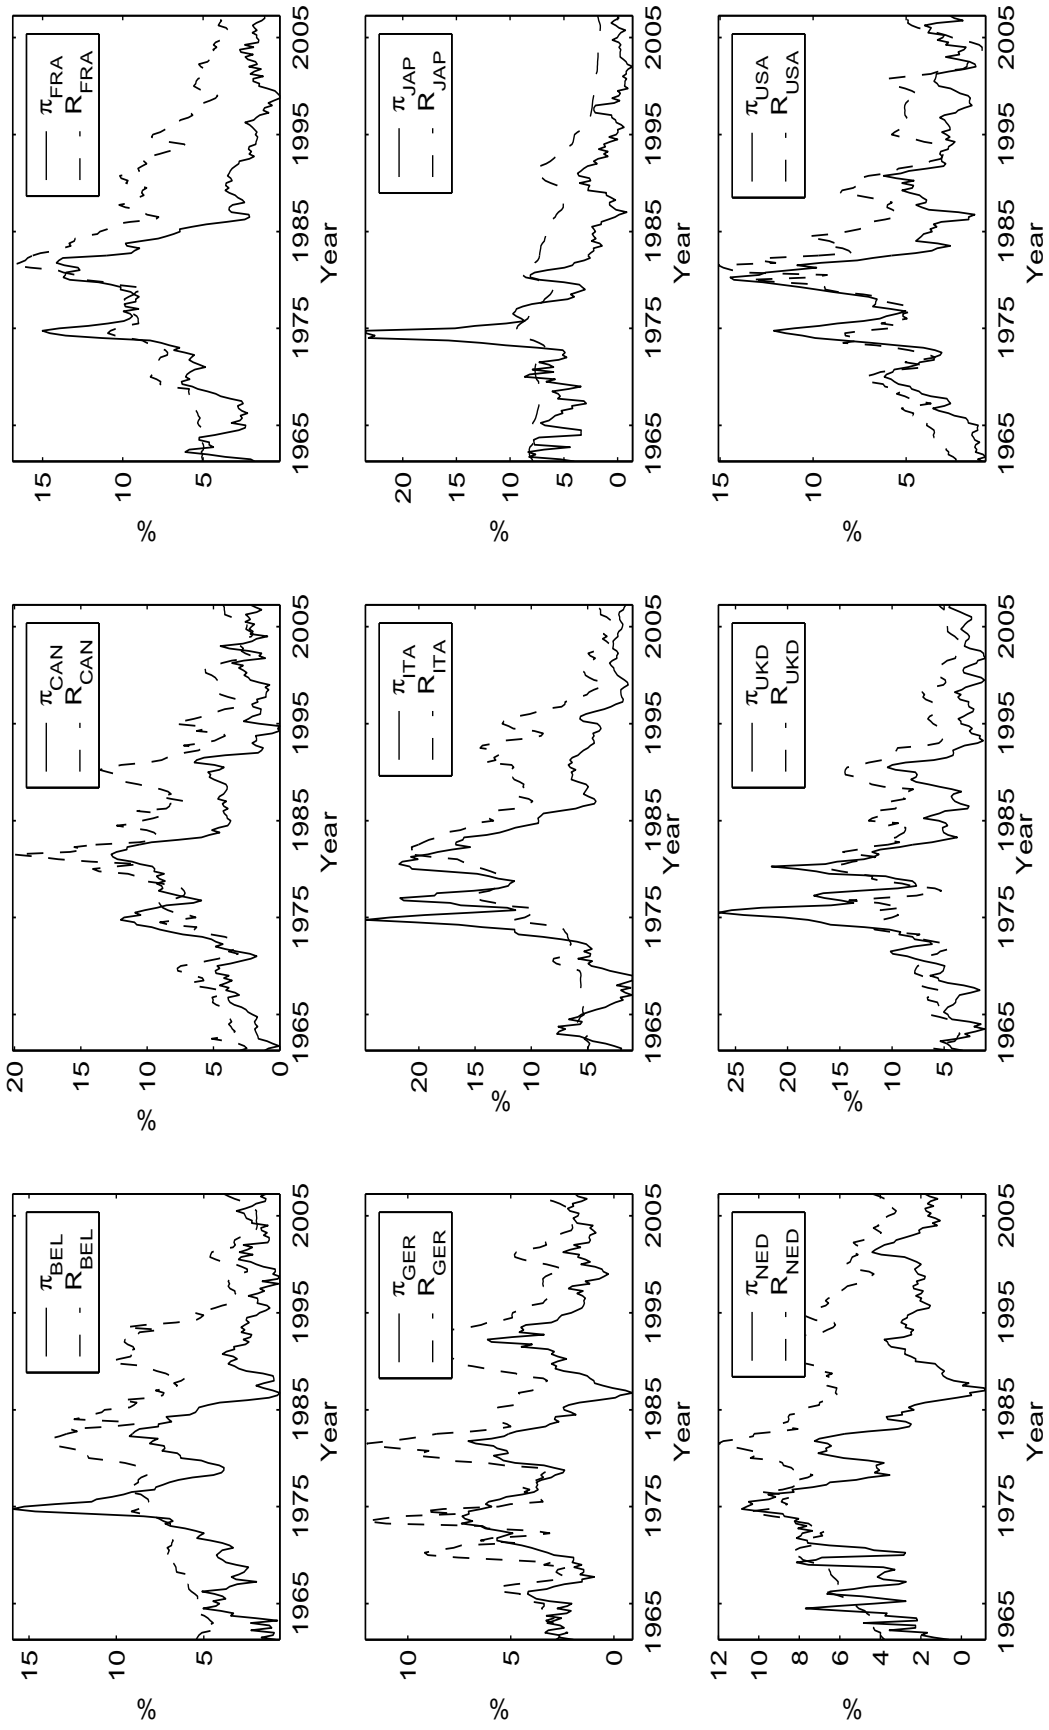 π_BEL
R_BEL
15
10
5
%
1965 1975 1985 1995 2005
Year
π_CAN
R_CAN
20
15
10
5
0
%
1965 1975 1985 1995 2005
Year
π_FRA
R_FRA
15
10
5
%
1965 1975 1985 1995 2005
Year
π_GER
R_GER
10
5
0
%
1965 1975 1985 1995 2005
Year
π_ITA
R_ITA
20
15
10
5
%
1965 1975 1985 1995 2005
Year
π_JAP
R_JAP
20
15
10
5
0
%
1965 1975 1985 1995 2005
Year
π_NED
R_NED
12
10
8
6
4
2
0
%
1965 1975 1985 1995 2005
Year
π_UKD
R_UKD
25
20
15
10
5
%
1965 1975 1985 1995 2005
Year
π_USA
R_USA
15
10
5
%
1965 1975 1985 1995 2005
Year